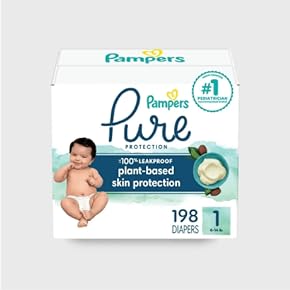 Pampers
#1
PEDIATRICIAN
Pampers
Pure
PROTECTION
100% LEAKPROOF
plant-based
skin protection
198
DIAPERS
1